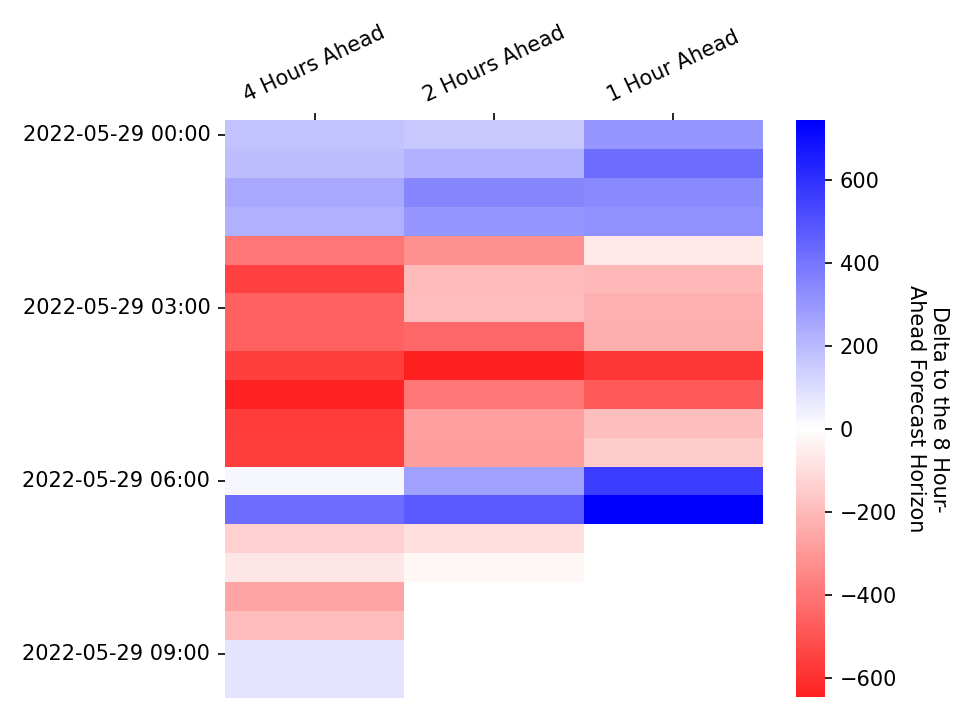 4 Hours Ahead
2 Hours Ahead
1 Hour Ahead
2022-05-29 00:00
2022-05-29 03:00
2022-05-29 06:00
2022-05-29 09:00
600
400
200
0
−200
−400
−600
Delta to the 8 Hour-
Ahead Forecast Horizon